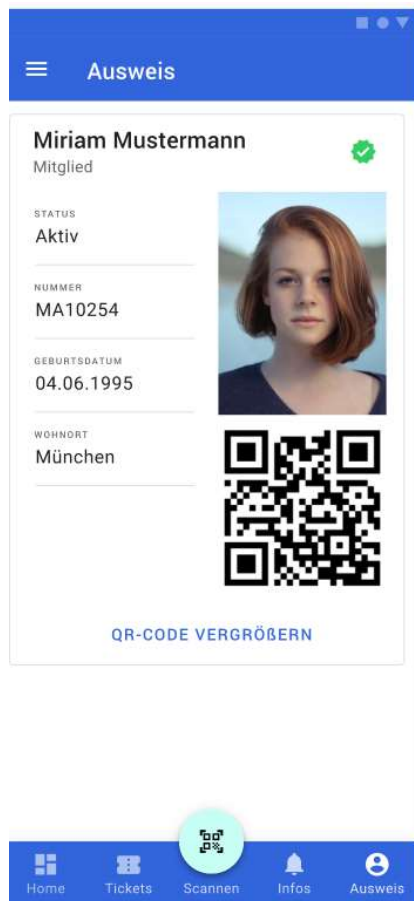 Ausweis
Miriam Mustermann
Mitglied
STATUS
Aktiv
NUMMER
MA10254
GEBURTSDATUM
04.06.1995
WOHNORT
München
QR-CODE VERGRÖßERN
Home
Tickets
Scannen
Infos
Ausweis